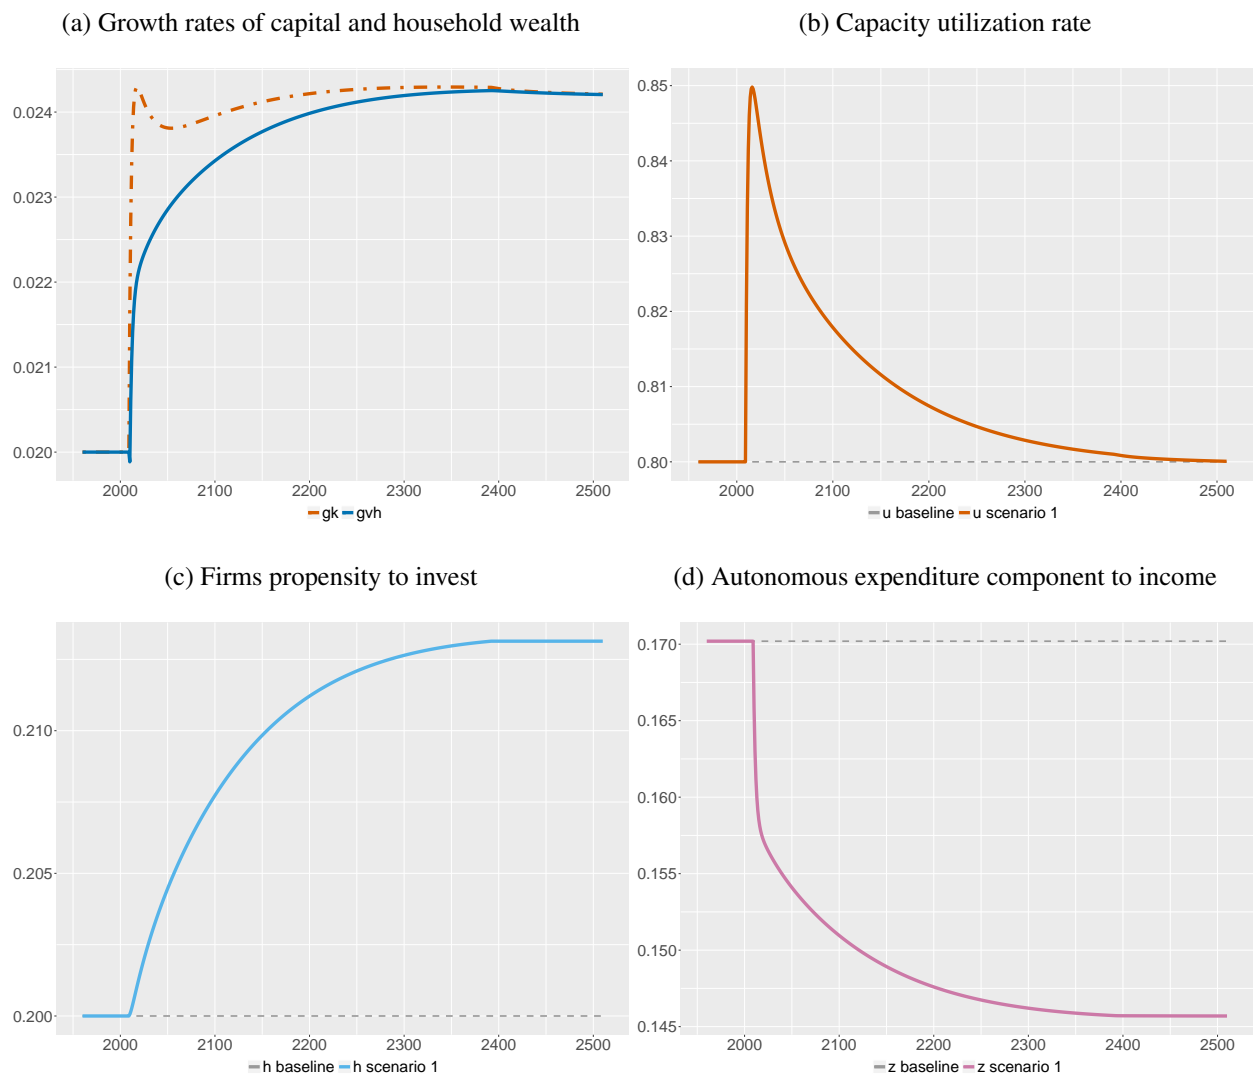 (a) Growth rates of capital and household wealth
0.024
0.023
0.022
0.021
0.020
2000 2100 2200 2300 2400 2500
gk gvh
(b) Capacity utilization rate
0.85
0.84
0.83
0.82
0.81
0.80
2000 2100 2200 2300 2400 2500
u baseline u scenario 1
(c) Firms propensity to invest
0.210
0.205
0.200
2000 2100 2200 2300 2400 2500
h baseline h scenario 1
(d) Autonomous expenditure component to income
0.170
0.165
0.160
0.155
0.150
0.145
2000 2100 2200 2300 2400 2500
z baseline z scenario 1